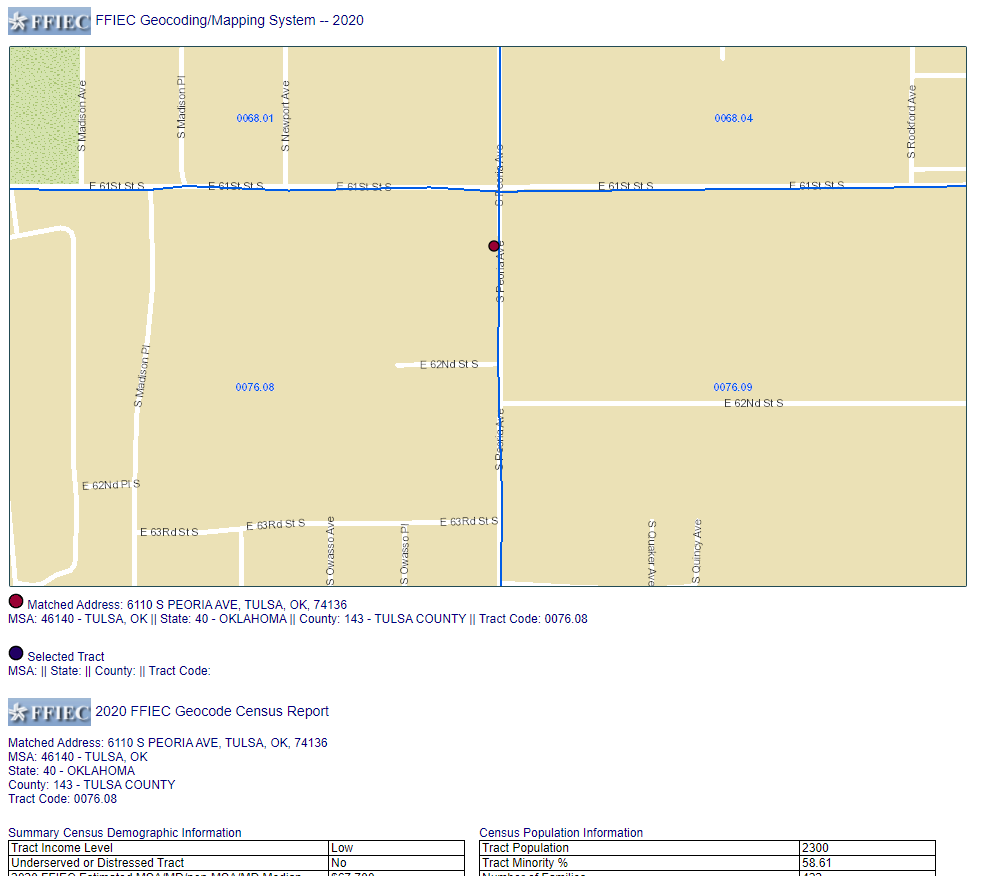 FFIEC FFIEC Geocoding/Mapping System -- 2020
S Madison Ave
S Madison Pl
S Newport Ave
0068.01
S Peoria Ave
0068.04
S Rockford Ave
E 61St St S
E 61St St S
E 61St St S
E 61St St S
E 61St St S
S Peoria Ave
S Madison Pl
E 62Nd St S
0076.08
0076.09
E 62Nd St S
S Peoria Ave
E 62Nd Pl S
E 63Rd St S
E 63Rd St S
E 63Rd St S
S Owasso Ave
S Owasso Pl
S Quaker Ave
S Quincy Ave
Matched Address: 6110 S PEORIA AVE, TULSA, OK, 74136
MSA: 46140 - TULSA, OK || State: 40 - OKLAHOMA || County: 143 - TULSA COUNTY || Tract Code: 0076.08
Selected Tract
MSA: || State: || County: || Tract Code:
FFIEC 2020 FFIEC Geocode Census Report
Matched Address: 6110 S PEORIA AVE, TULSA, OK, 74136
MSA: 46140 - TULSA, OK
State: 40 - OKLAHOMA
County: 143 - TULSA COUNTY
Tract Code: 0076.08
Summary Census Demographic Information
Tract Income Level Low
Underserved or Distressed Tract No
Census Population Information
Tract Population 2300
Tract Minority % 58.61